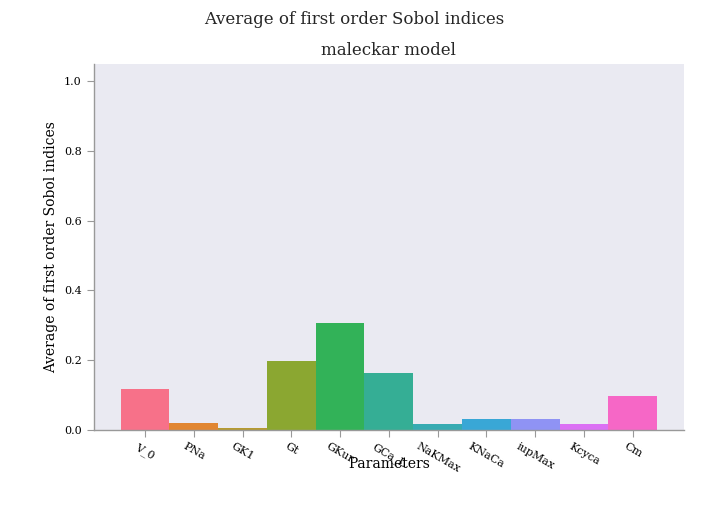 Average of first order Sobol indices
maleckar model
Average of first order Sobol indices
1.0
0.8
0.6
0.4
0.2
0.0
V_0 PNa GK1 Gt GKur NaKMax KNaCa iupMax Kcyca Cm
Parameters